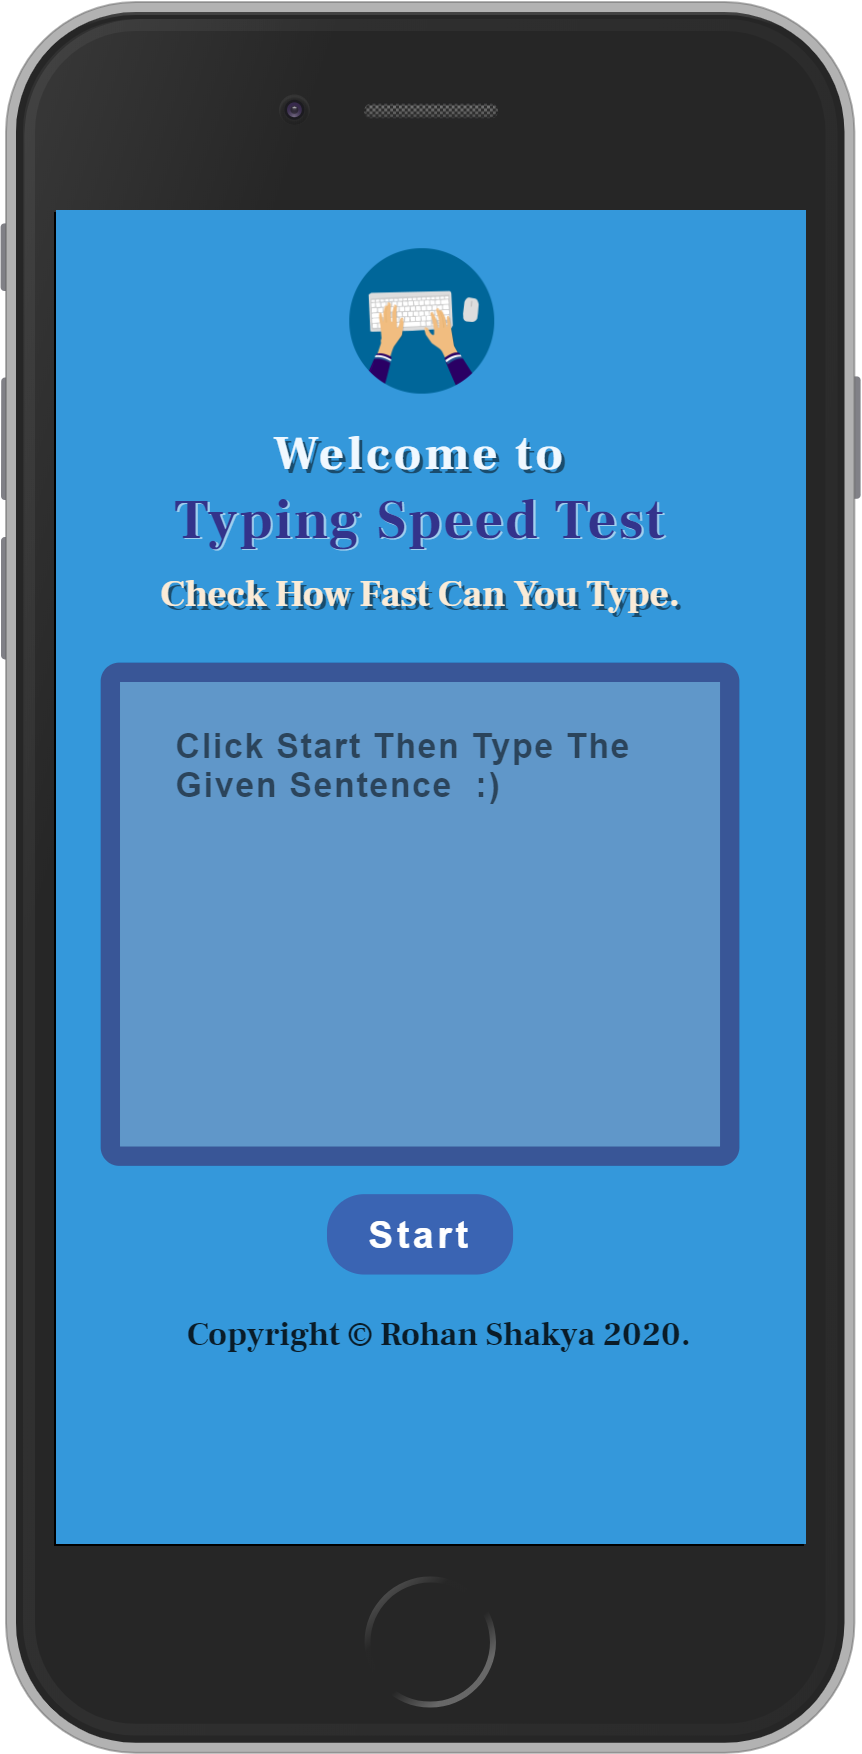 Welcome to
Typing Speed Test
Check How Fast Can You Type.
Click Start Then Type The
Given Sentence  :)
Start
Copyright © Rohan Shakya 2020.